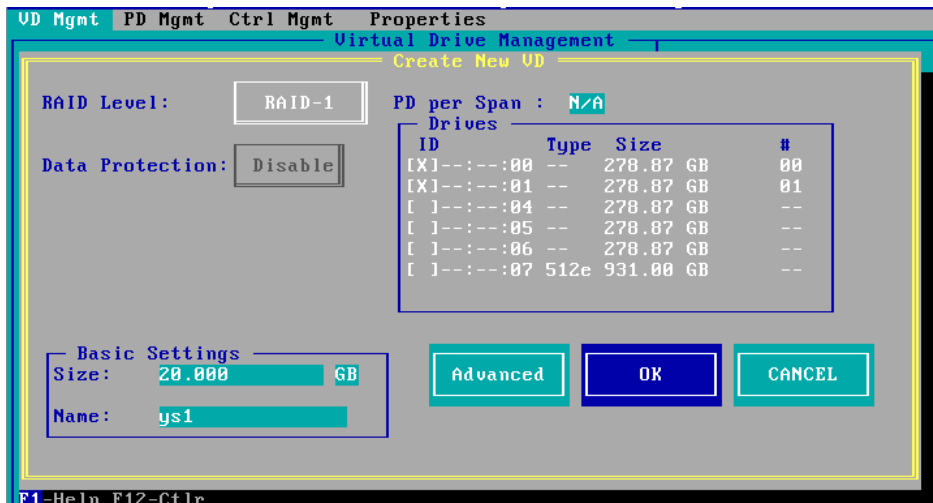 VD Mgmt PD Mgmt Ctrl Mgmt Properties
Virtual Drive Management
Create New VD
RAID Level: RAID-1 PD per Span : N/A
Drives
ID Type Size #
[X]--:--:00 -- 278.87 GB 00
Data Protection: Disable [X]--:--:01 -- 278.87 GB 01
[ ]--:--:04 -- 278.87 GB --
[ ]--:--:05 -- 278.87 GB --
[ ]--:--:06 -- 278.87 GB --
[ ]--:--:07 512e 931.00 GB --
Basic Settings
Size: 20.000 GB Advanced OK CANCEL
Name: ys1
F1-Help F12-Ctlr